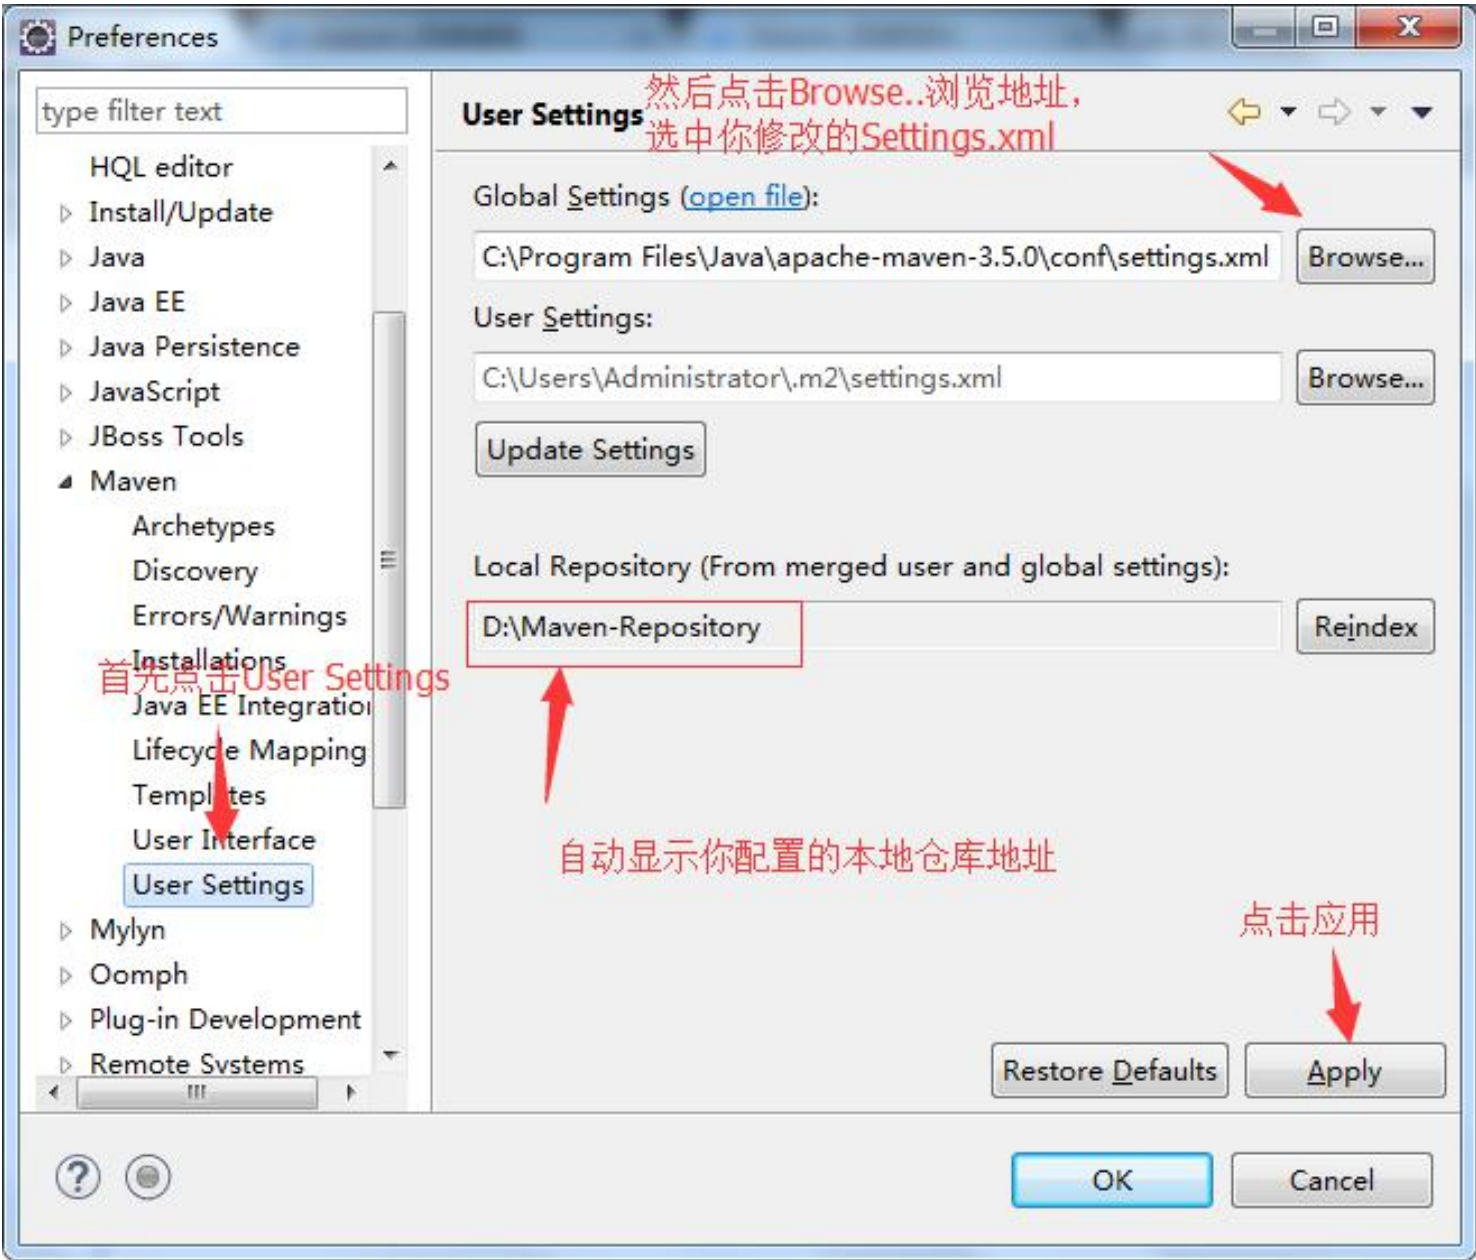 Preferences
type filter text
HQL editor
Install/Update
Java
Java EE
Java Persistence
JavaScript
JBoss Tools
Maven
Archetypes
Discovery
Errors/Warnings
Installations
首先点击User Settings
Java EE Integration
Lifecycle Mapping
Templates
User Interface
User Settings
Mylyn
Oomph
Plug-in Development
Remote Systems
User Settings
然后点击Browse..浏览地址，
选中你修改的Settings.xml
Global Settings (open file):
C:\Program Files\Java\apache-maven-3.5.0\conf\settings.xml
Browse...
User Settings:
C:\Users\Administrator\.m2\settings.xml
Browse...
Update Settings
Local Repository (From merged user and global settings):
D:\Maven-Repository
Reindex
自动显示你配置的本地仓库地址
点击应用
Restore Defaults
Apply
OK
Cancel